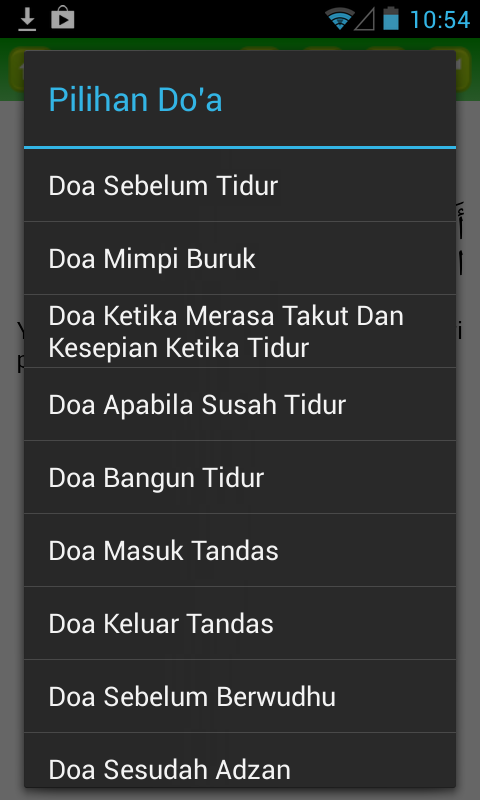 10:54
Pilihan Do'a
Doa Sebelum Tidur
Doa Mimpi Buruk
Doa Ketika Merasa Takut Dan
Kesepian Ketika Tidur
Doa Apabila Susah Tidur
Doa Bangun Tidur
Doa Masuk Tandas
Doa Keluar Tandas
Doa Sebelum Berwudhu
Doa Sesudah Adzan